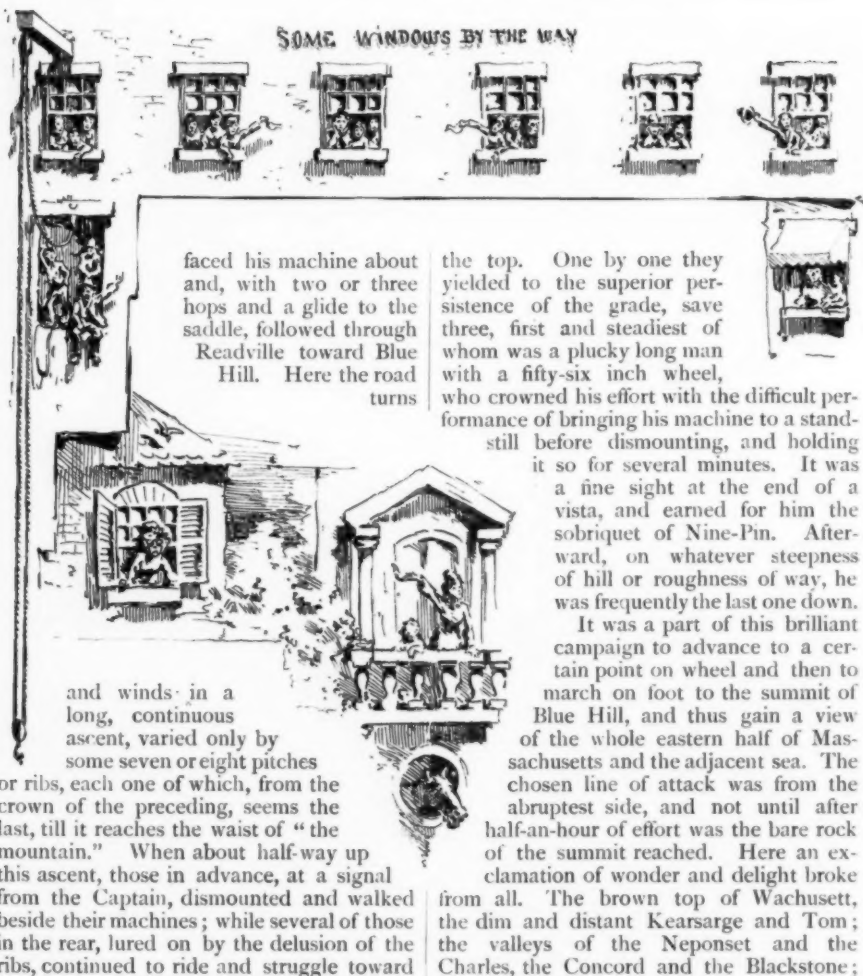 SOME WINDOWS BY THE WAY
faced his machine about
and, with two or three
hops and a glide to the
saddle, followed through
Readville toward Blue
Hill. Here the road
turns
and winds in a
long, continuous
ascent, varied only by
some seven or eight pitches
or ribs, each one of which, from the
crown of the preceding, seems the
last, till it reaches the waist of “the
mountain.” When about half-way up
this ascent, those in advance, at a signal
from the Captain, dismounted and walked
beside their machines; while several of those
in the rear, lured on by the delusion of the
ribs, continued to ride and struggle toward
the top. One by one they
yielded to the superior per-
sistence of the grade, save
three, first and steadiest of
whom was a plucky long man
with a fifty-six inch wheel,
who crowned his effort with the difficult per-
formance of bringing his machine to a stand-
still before dismounting, and holding
it so for several minutes. It was
a fine sight at the end of a
vista, and earned for him the
sobriquet of Nine-Pin. After-
ward, on whatever steepness
of hill or roughness of way, he
was frequently the last one down.
It was a part of this brilliant
campaign to advance to a cer-
tain point on wheel and then to
march on foot to the summit of
Blue Hill, and thus gain a view
of the whole eastern half of Mas-
sachusetts and the adjacent sea. The
chosen line of attack was from the
abruptest side, and not until after
half-an-hour of effort was the bare rock
of the summit reached. Here an ex-
clamation of wonder and delight broke
from all. The brown top of Wachusett,
the dim and distant Kearsarge and Tom;
the valleys of the Neponset and the
Charles, the Concord and the Blackstone;